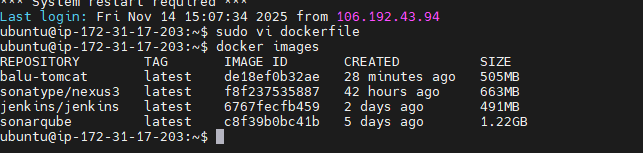 *** System restart required ***
Last login: Fri Nov 14 15:07:34 2025 from 106.192.43.94
ubuntu@ip-172-31-17-203:~$ sudo vi dockerfile
ubuntu@ip-172-31-17-203:~$ docker images
REPOSITORY TAG IMAGE ID CREATED SIZE
balu-tomcat latest de18ef0b32ae 28 minutes ago 505MB
sonatype/nexus3 latest f8f237535887 42 hours ago 663MB
jenkins/jenkins latest 6767fecfb459 2 days ago 491MB
sonarqube latest c8f39b0bc41b 5 days ago 1.22GB
ubuntu@ip-172-31-17-203:~$